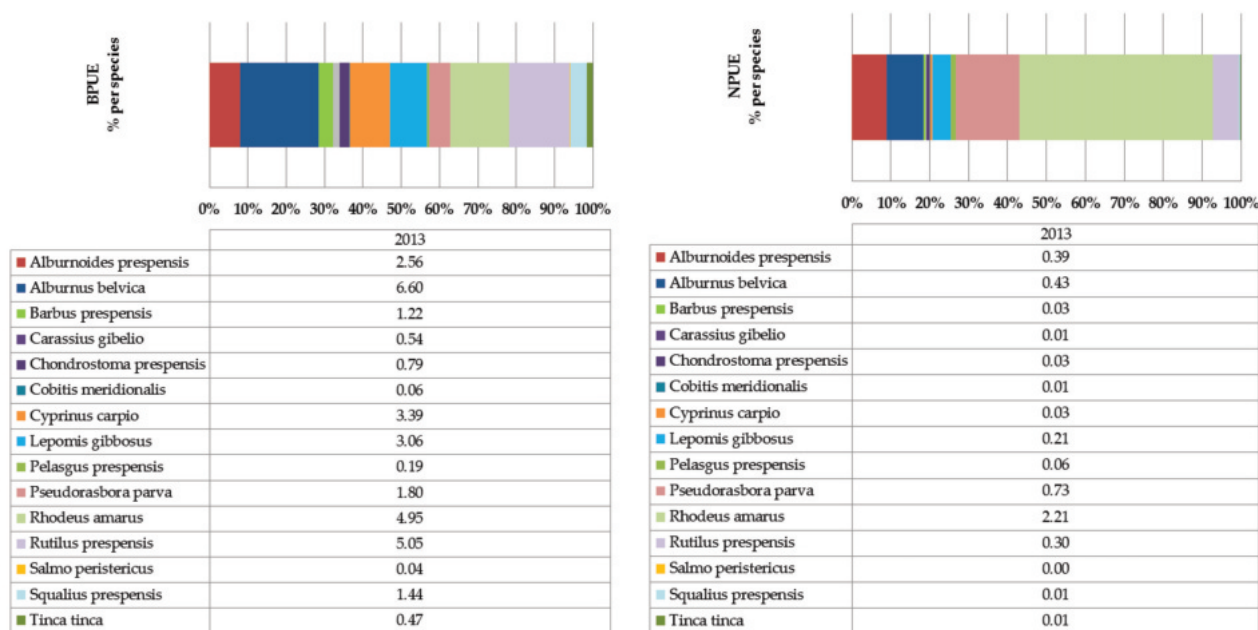 BPUE
% per species
0% 10% 20% 30% 40% 50% 60% 70% 80% 90% 100%
2013
Alburnoides prespensis 2.56
Alburnus belvica 6.60
Barbus prespensis 1.22
Carassius gibelio 0.54
Chondrostoma prespensis 0.79
Cobitis meridionalis 0.06
Cyprinus carpio 3.39
Lepomis gibbosus 3.06
Pelasgus prespensis 0.19
Pseudorasbora parva 1.80
Rhodeus amarus 4.95
Rutilus prespensis 5.05
Salmo peristericus 0.04
Squalius prespensis 1.44
Tinca tinca 0.47
NPUE
% per species
0% 10% 20% 30% 40% 50% 60% 70% 80% 90% 100%
2013
Alburnoides prespensis 0.39
Alburnus belvica 0.43
Barbus prespensis 0.03
Carassius gibelio 0.01
Chondrostoma prespensis 0.03
Cobitis meridionalis 0.01
Cyprinus carpio 0.03
Lepomis gibbosus 0.21
Pelasgus prespensis 0.06
Pseudorasbora parva 0.73
Rhodeus amarus 2.21
Rutilus prespensis 0.30
Salmo peristericus 0.00
Squalius prespensis 0.01
Tinca tinca 0.01